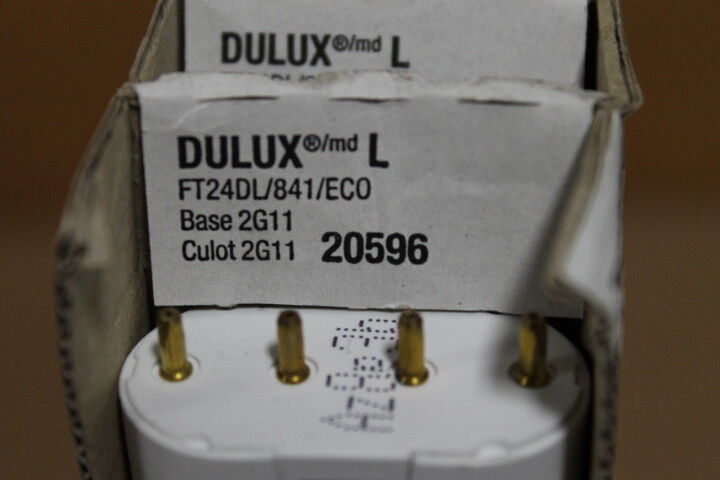 DULUX®/md L
DULUX®/md L
FT24DL/841/ECO
Base 2G11
Culot 2G11 20596